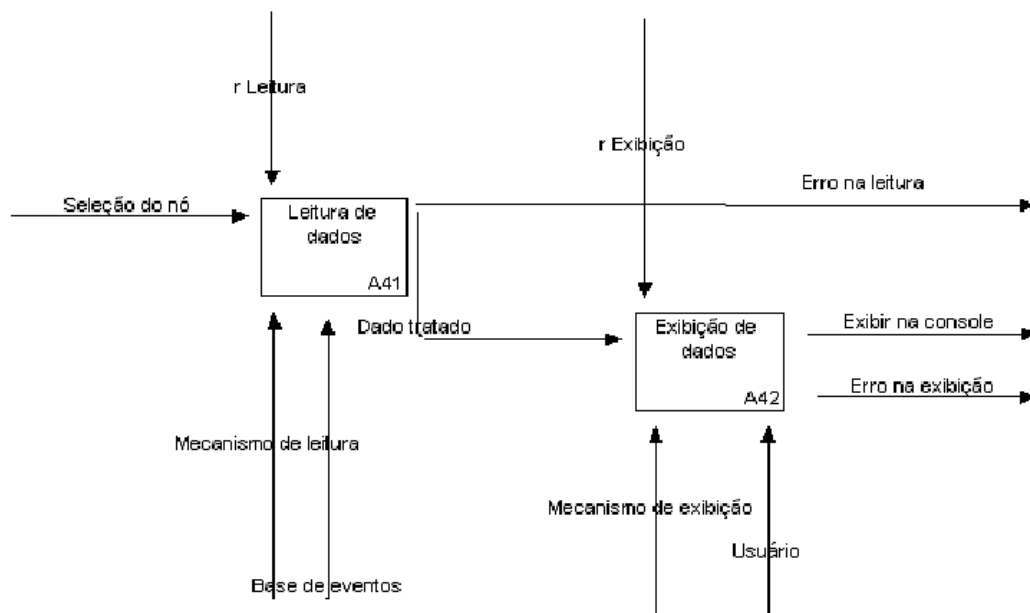 r Leitura
r Exibição
Erro na leitura
Seleção do nó
Leitura de
dados
A41
Dado tratado
Exibição de
dados
A42
Exibir na console
Erro na exibição
Mecanismo de leitura
Mecanismo de exibição
Usuário
Base de eventos